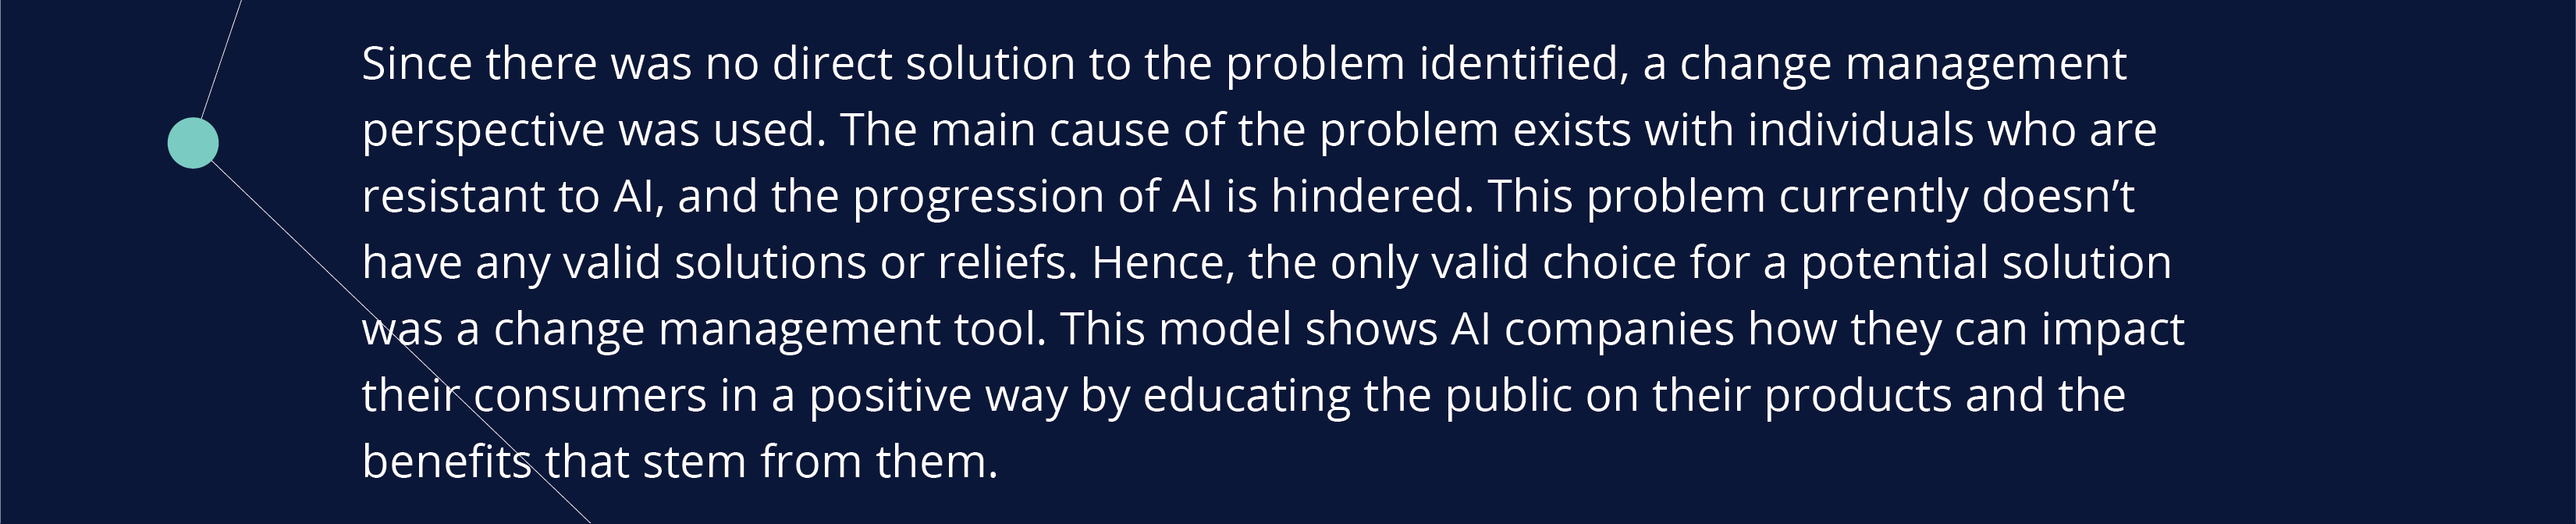 Since there was no direct solution to the problem identified, a change management
perspective was used. The main cause of the problem exists with individuals who are
resistant to AI, and the progression of AI is hindered. This problem currently doesn’t
have any valid solutions or reliefs. Hence, the only valid choice for a potential solution
was a change management tool. This model shows AI companies how they can impact
their consumers in a positive way by educating the public on their products and the
benefits that stem from them.